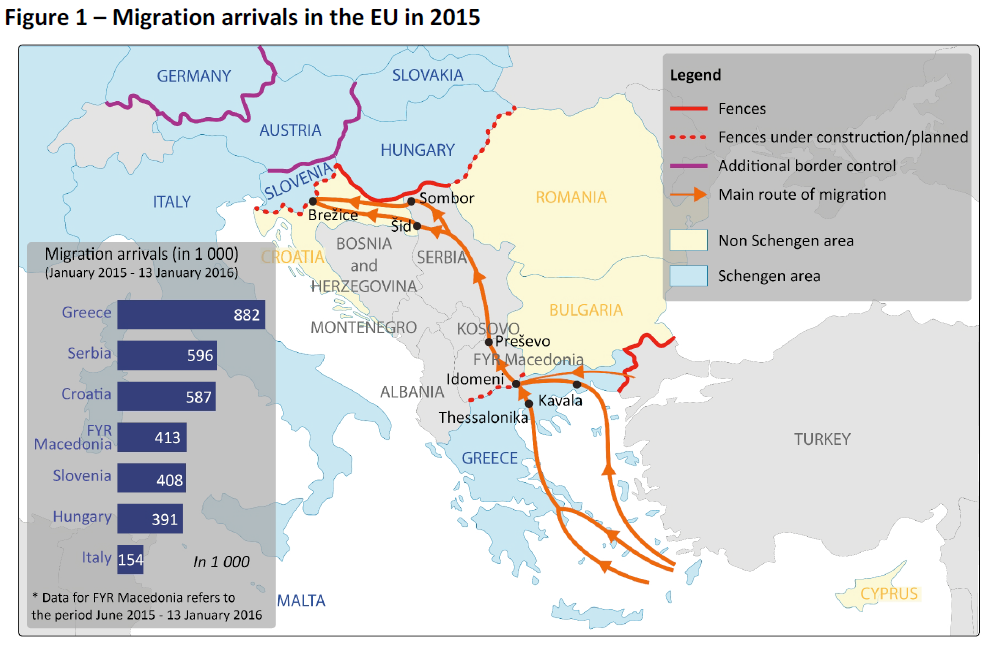 Figure 1 – Migration arrivals in the EU in 2015
GERMANY
SLOVAKIA
AUSTRIA
HUNGARY
SLOVENIA
ITALY
ROMANIA
Sombor
Brežice
Šid
CROATIA
BOSNIA
and
HERZEGOVINA
SERBIA
BULGARIA
MONTENEGRO
KOSOVO
Preševo
FYR Macedonia
Idomeni
ALBANIA
Kavala
Thessalonika
GREECE
TURKEY
MALTA
CYPRUS
Legend
Fences
Fences under construction/planned
Additional border control
Main route of migration
Non Schengen area
Schengen area
Migration arrivals (in 1 000)
(January 2015 - 13 January 2016)
Greece 882
Serbia 596
Croatia 587
FYR
Macedonia 413
Slovenia 408
Hungary 391
Italy 154
In 1 000
* Data for FYR Macedonia refers to
the period June 2015 - 13 January 2016